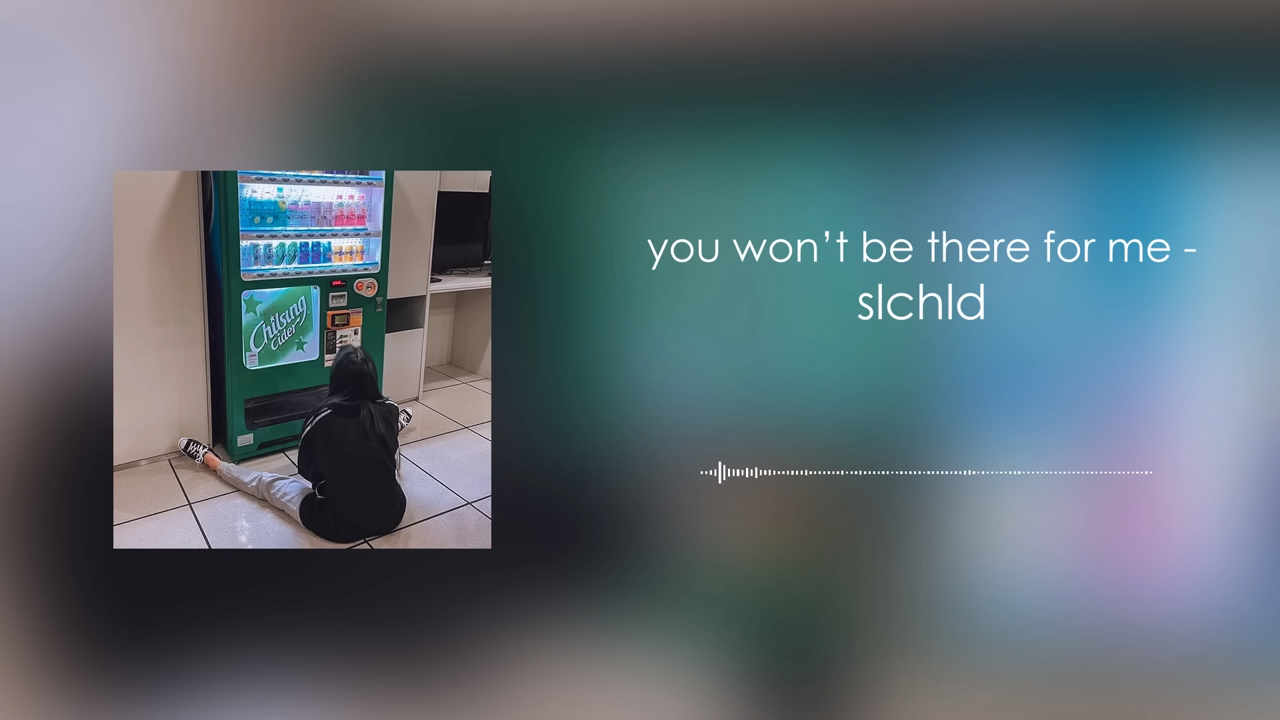 you won’t be there for me -
slchld
Chilsung
Cider